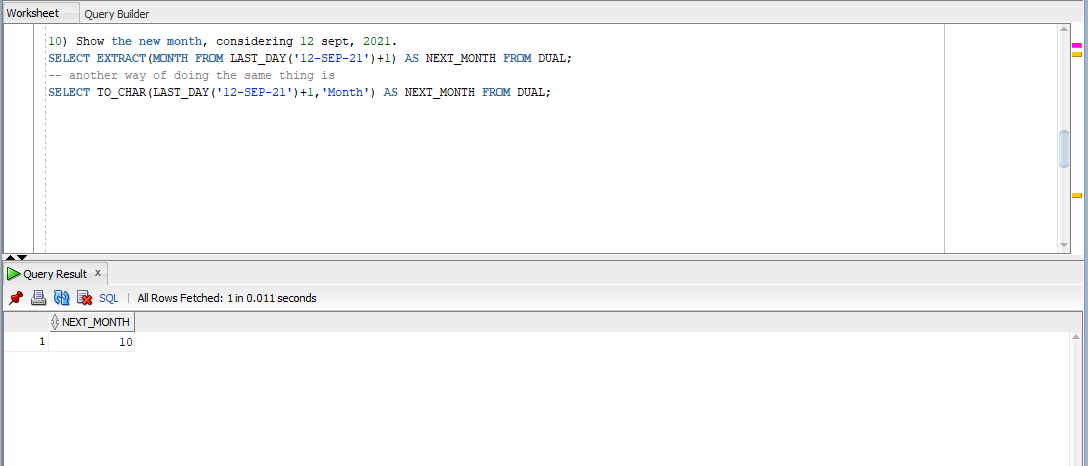 Worksheet Query Builder
10) Show the new month, considering 12 sept, 2021.
SELECT EXTRACT(MONTH FROM LAST_DAY('12-SEP-21')+1) AS NEXT_MONTH FROM DUAL;
-- another way of doing the same thing is
SELECT TO_CHAR(LAST_DAY('12-SEP-21')+1,'Month') AS NEXT_MONTH FROM DUAL;
Query Result x
SQL | All Rows Fetched: 1 in 0.011 seconds
NEXT_MONTH
1 10